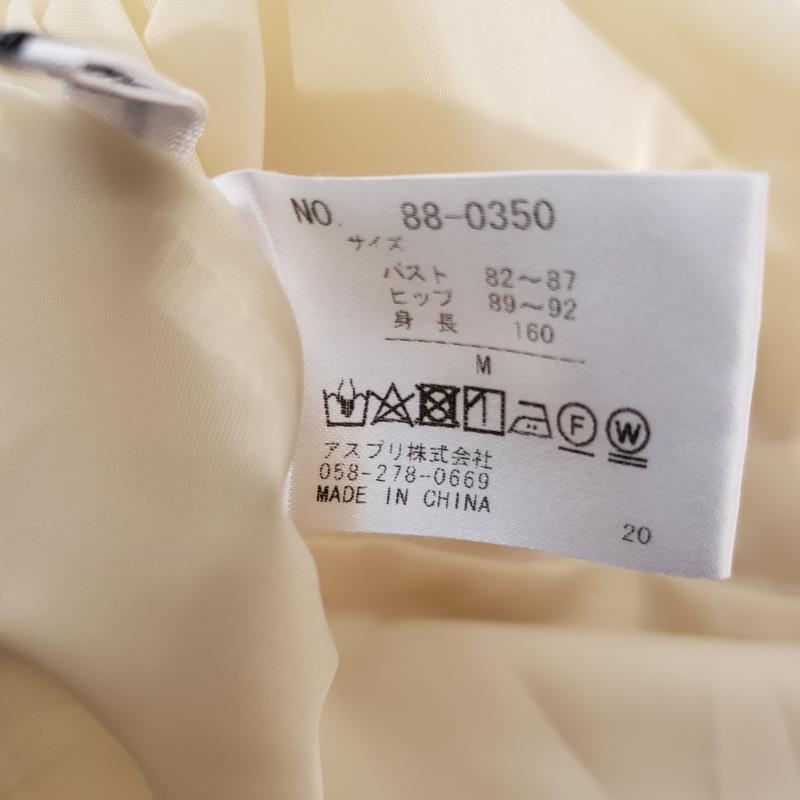 NO. 88-0350
サイズ
バスト 82〜87
ヒップ 89〜92
身長 160
M
F W
アスプリ株式会社
058-278-0669
MADE IN CHINA
20